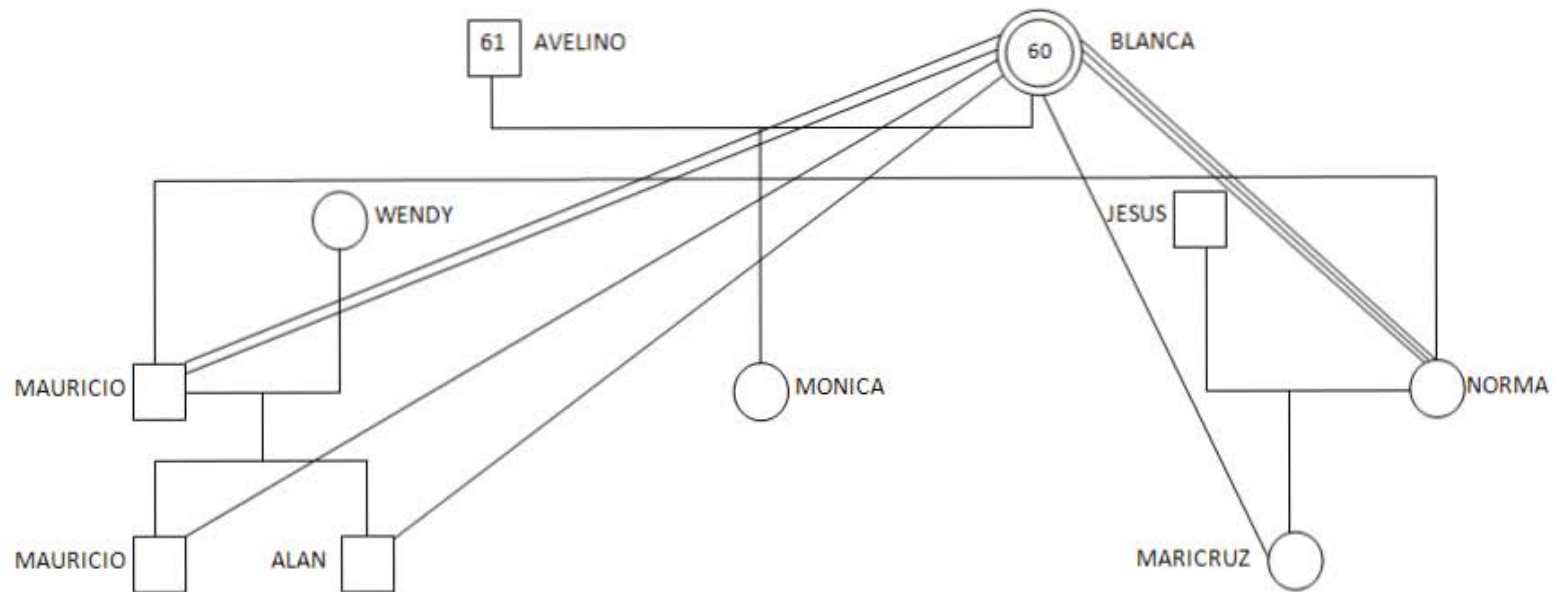 61 AVELINO
60 BLANCA
WENDY
JESUS
MAURICIO
MONICA
NORMA
MAURICIO
ALAN
MARICRUZ